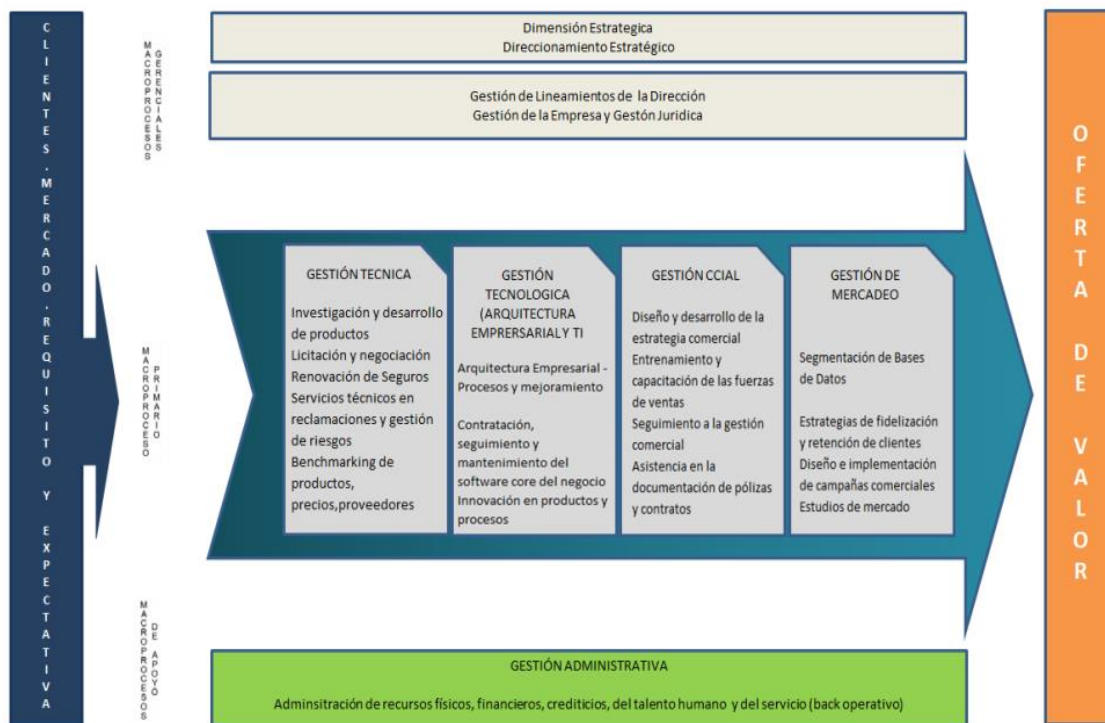 CLIENTES.MERCADO.REQUISITO Y EXPECTATIVA
MACROPROCESOS
GERENCIALES
Dimensión Estrategica
Direccionamiento Estratégico
Gestión de Lineamientos de la Dirección
Gestión de la Empresa y Gestón Juridica
MACROPROCESO
PRIMARIO
GESTIÓN TECNICA
Investigación y desarrollo
de productos
Licitación y negociación
Renovación de Seguros
Servicios técnicos en
reclamaciones y gestión
de riesgos
Benchmarking de
productos,
precios,proveedores
GESTIÓN
TECNOLOGICA
(ARQUITECTURA
EMPRERSARIAL Y TI
Arquitectura Empresarial -
Procesos y mejoramiento
Contratación,
seguimiento y
mantenimiento del
software core del negocio
Innovación en productos y
procesos
GESTIÓN CCIAL
Diseño y desarrollo de la
estrategia comercial
Entrenamiento y
capacitación de las fuerzas
de ventas
Seguimiento a la gestión
comercial
Asistencia en la
documentación de pólizas
y contratos
GESTIÓN DE
MERCADEO
Segmentación de Bases
de Datos
Estrategias de fidelización
y retención de clientes
Diseño e implementación
de campañas comerciales
Estudios de mercado
MACROPROCESOS
DE APOYO
GESTIÓN ADMINISTRATIVA
Adminsitración de recursos físicos, financieros, crediticios, del talento humano y del servicio (back operativo)
OFERTA DE VALOR